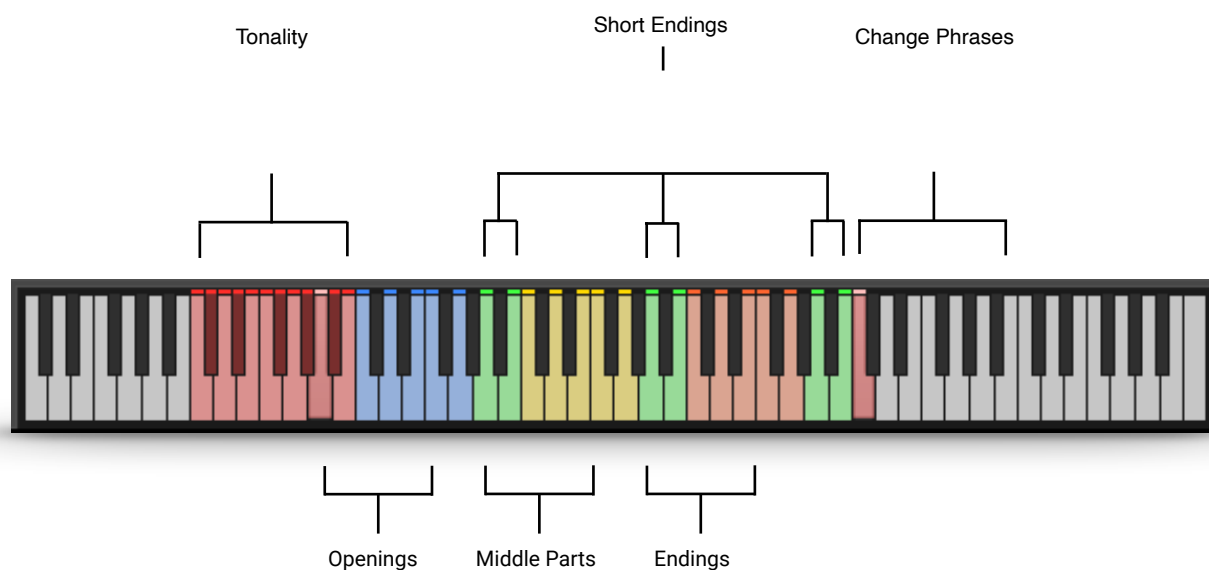 Tonality
Short Endings
Change Phrases
Openings
Middle Parts
Endings